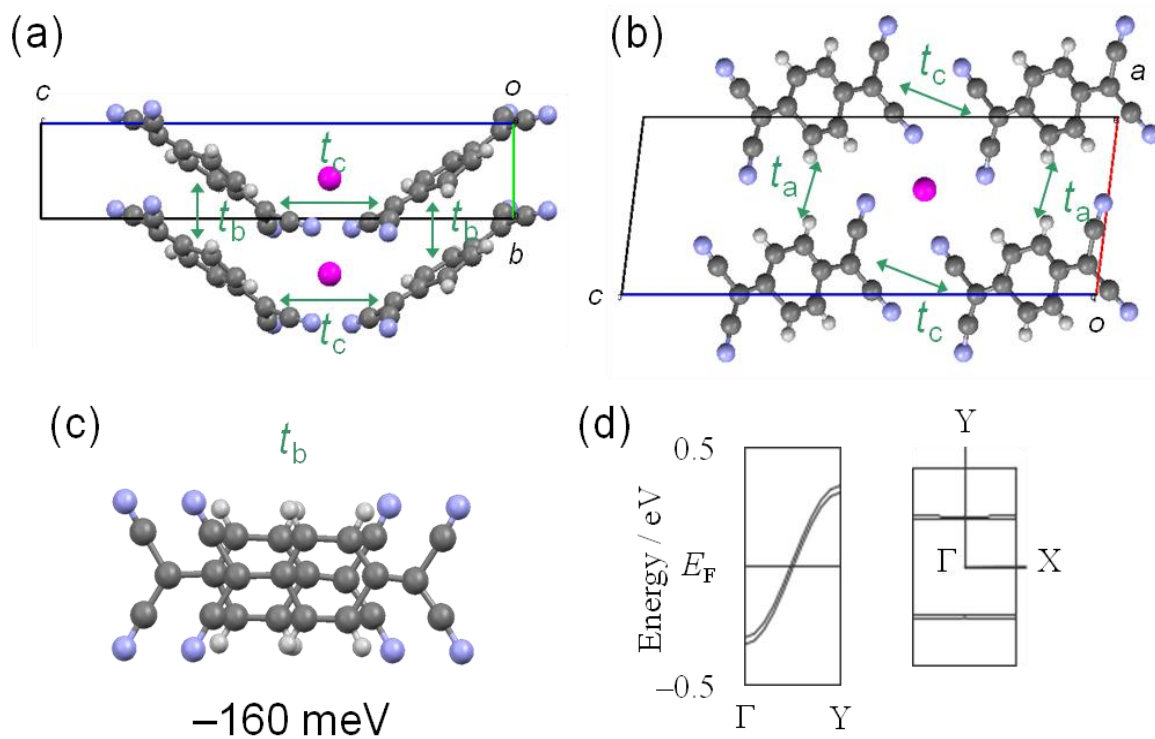 (a)
c
o
t_c
t_b
t_b
b
t_c
(b)
t_c
a
t_a
t_a
c
t_c
o
(c)
t_b
–160 meV
(d)
0.5
Energy / eV
E_F
–0.5
Γ
Y
Y
Γ
X